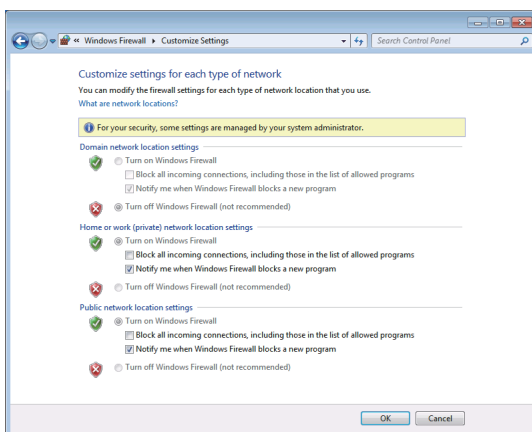 « Windows Firewall ▸ Customize Settings
Search Control Panel
Customize settings for each type of network
You can modify the firewall settings for each type of network location that you use.
What are network locations?
For your security, some settings are managed by your system administrator.
Domain network location settings
Turn on Windows Firewall
Block all incoming connections, including those in the list of allowed programs
Notify me when Windows Firewall blocks a new program
Turn off Windows Firewall (not recommended)
Home or work (private) network location settings
Turn on Windows Firewall
Block all incoming connections, including those in the list of allowed programs
Notify me when Windows Firewall blocks a new program
Turn off Windows Firewall (not recommended)
Public network location settings
Turn on Windows Firewall
Block all incoming connections, including those in the list of allowed programs
Notify me when Windows Firewall blocks a new program
Turn off Windows Firewall (not recommended)
OK Cancel